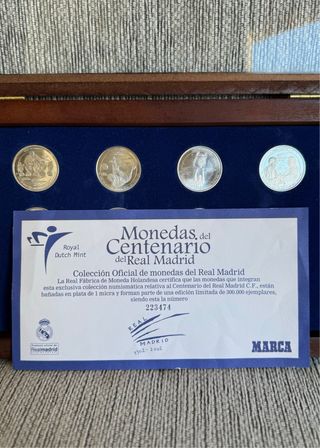 Royal
Dutch Mint
Monedas del
Centenario
del Real Madrid
Colección Oficial de monedas del Real Madrid
La Real Fábrica de Moneda Holandesa certifica que las monedas que integran
esta exclusiva colección numismática relativa al Centenario del Real Madrid C.F., están
bañadas en plata de 1 micra y forman parte de una edición limitada de 300.000 ejemplares,
siendo esta la número
223474
REAL
MADRID
1902-2002
Realmadrid
MARCA